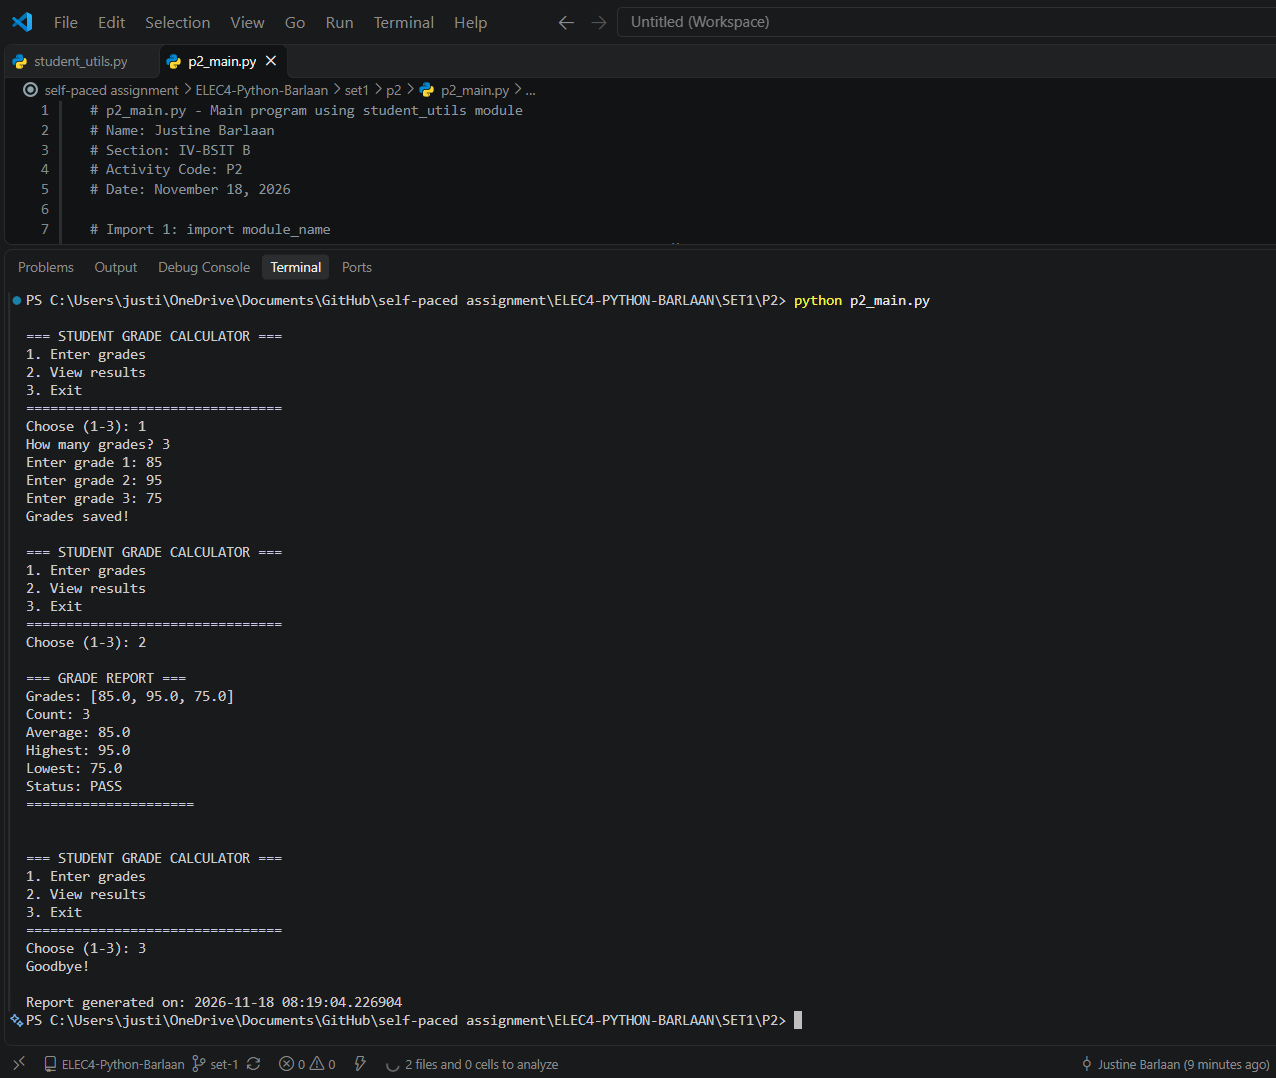 File Edit Selection View Go Run Terminal Help Untitled (Workspace)
student_utils.py p2_main.py
self-paced assignment > ELEC4-Python-Barlaan > set1 > p2 > p2_main.py > ...
1 # p2_main.py - Main program using student_utils module
2 # Name: Justine Barlaan
3 # Section: IV-BSIT B
4 # Activity Code: P2
5 # Date: November 18, 2026
6
7 # Import 1: import module_name
Problems Output Debug Console Terminal Ports
PS C:\Users\justi\OneDrive\Documents\GitHub\self-paced assignment\ELEC4-PYTHON-BARLAAN\SET1\P2> python p2_main.py
=== STUDENT GRADE CALCULATOR ===
1. Enter grades
2. View results
3. Exit
================================
Choose (1-3): 1
How many grades? 3
Enter grade 1: 85
Enter grade 2: 95
Enter grade 3: 75
Grades saved!
=== STUDENT GRADE CALCULATOR ===
1. Enter grades
2. View results
3. Exit
================================
Choose (1-3): 2
=== GRADE REPORT ===
Grades: [85.0, 95.0, 75.0]
Count: 3
Average: 85.0
Highest: 95.0
Lowest: 75.0
Status: PASS
=====================
=== STUDENT GRADE CALCULATOR ===
1. Enter grades
2. View results
3. Exit
================================
Choose (1-3): 3
Goodbye!
Report generated on: 2026-11-18 08:19:04.226904
PS C:\Users\justi\OneDrive\Documents\GitHub\self-paced assignment\ELEC4-PYTHON-BARLAAN\SET1\P2>
ELEC4-Python-Barlaan set-1 0 0 2 files and 0 cells to analyze Justine Barlaan (9 minutes ago)